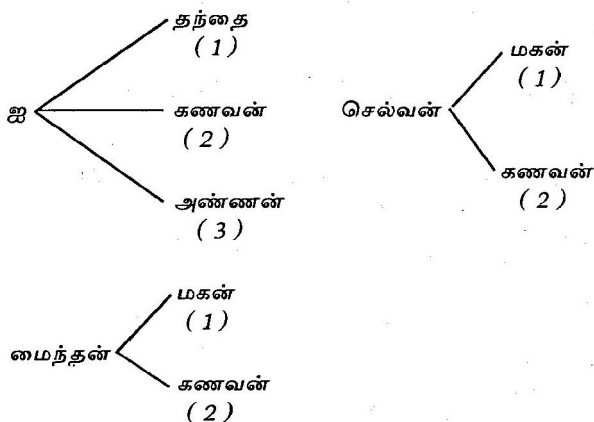 ஐ
தந்தை
( 1 )
கணவன்
( 2 )
அண்ணன்
( 3 )
செல்வன்
மகன்
( 1 )
கணவன்
( 2 )
மைந்தன்
மகன்
( 1 )
கணவன்
( 2 )